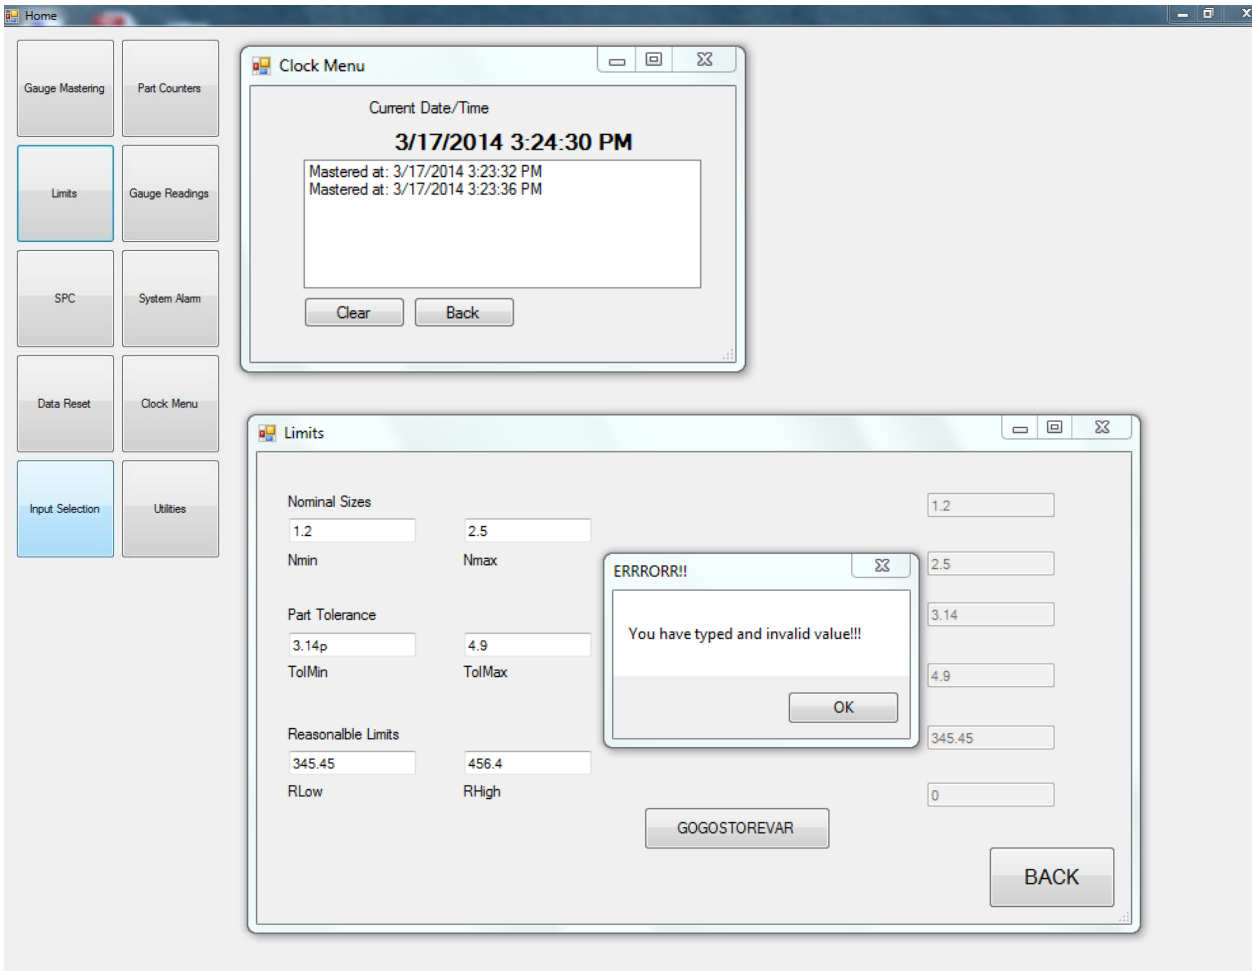 Home
Gauge Mastering
Part Counters
Limits
Gauge Readings
SPC
System Alarm
Data Reset
Clock Menu
Input Selection
Utilities
Clock Menu
Current Date/Time
3/17/2014 3:24:30 PM
Mastered at: 3/17/2014 3:23:32 PM
Mastered at: 3/17/2014 3:23:36 PM
Clear
Back
Limits
Nominal Sizes
1.2
2.5
Nmin
Nmax
Part Tolerance
3.14p
4.9
TolMin
TolMax
Reasonalble Limits
345.45
456.4
RLow
RHigh
ERRRORR!!
You have typed and invalid value!!!
OK
GOGOSTOREVAR
1.2
2.5
3.14
4.9
345.45
0
BACK